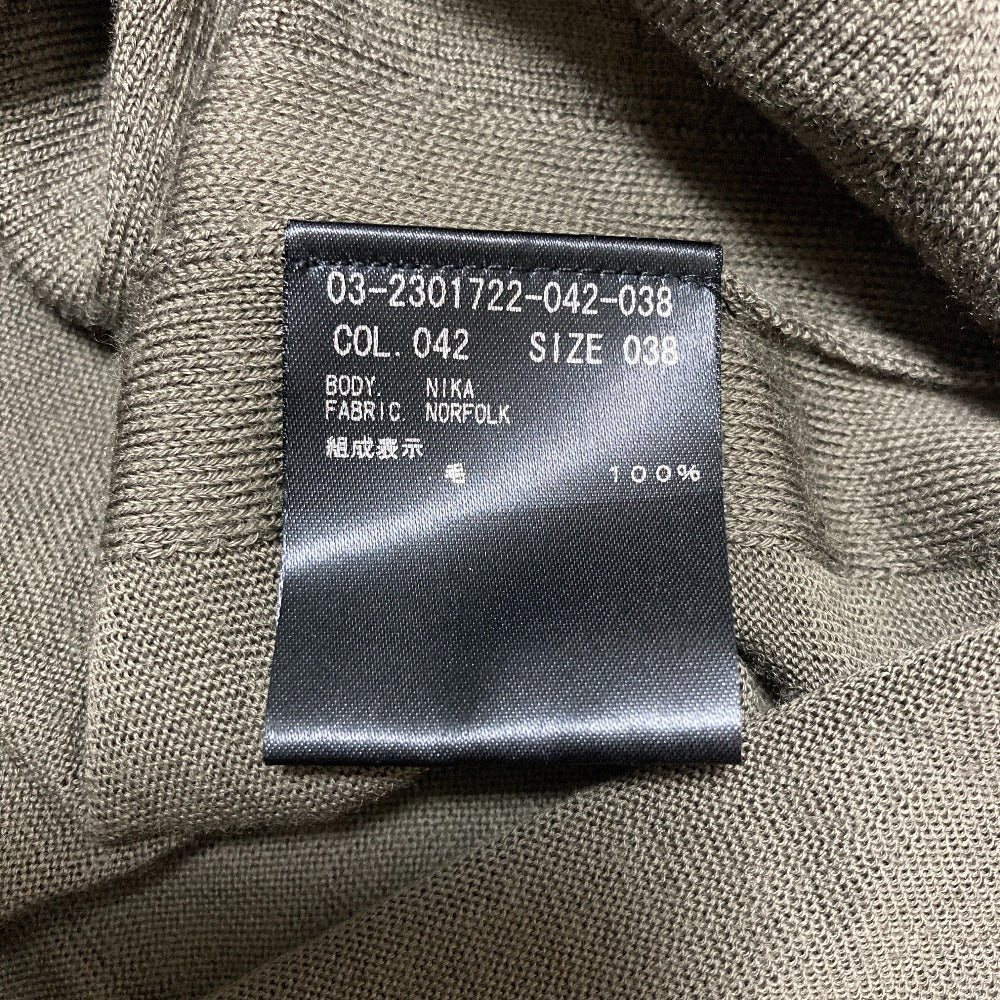 03-2301722-042-038
COL. 042 SIZE 038
BODY. NIKA
FABRIC NORFOLK
組成表示
毛 100%